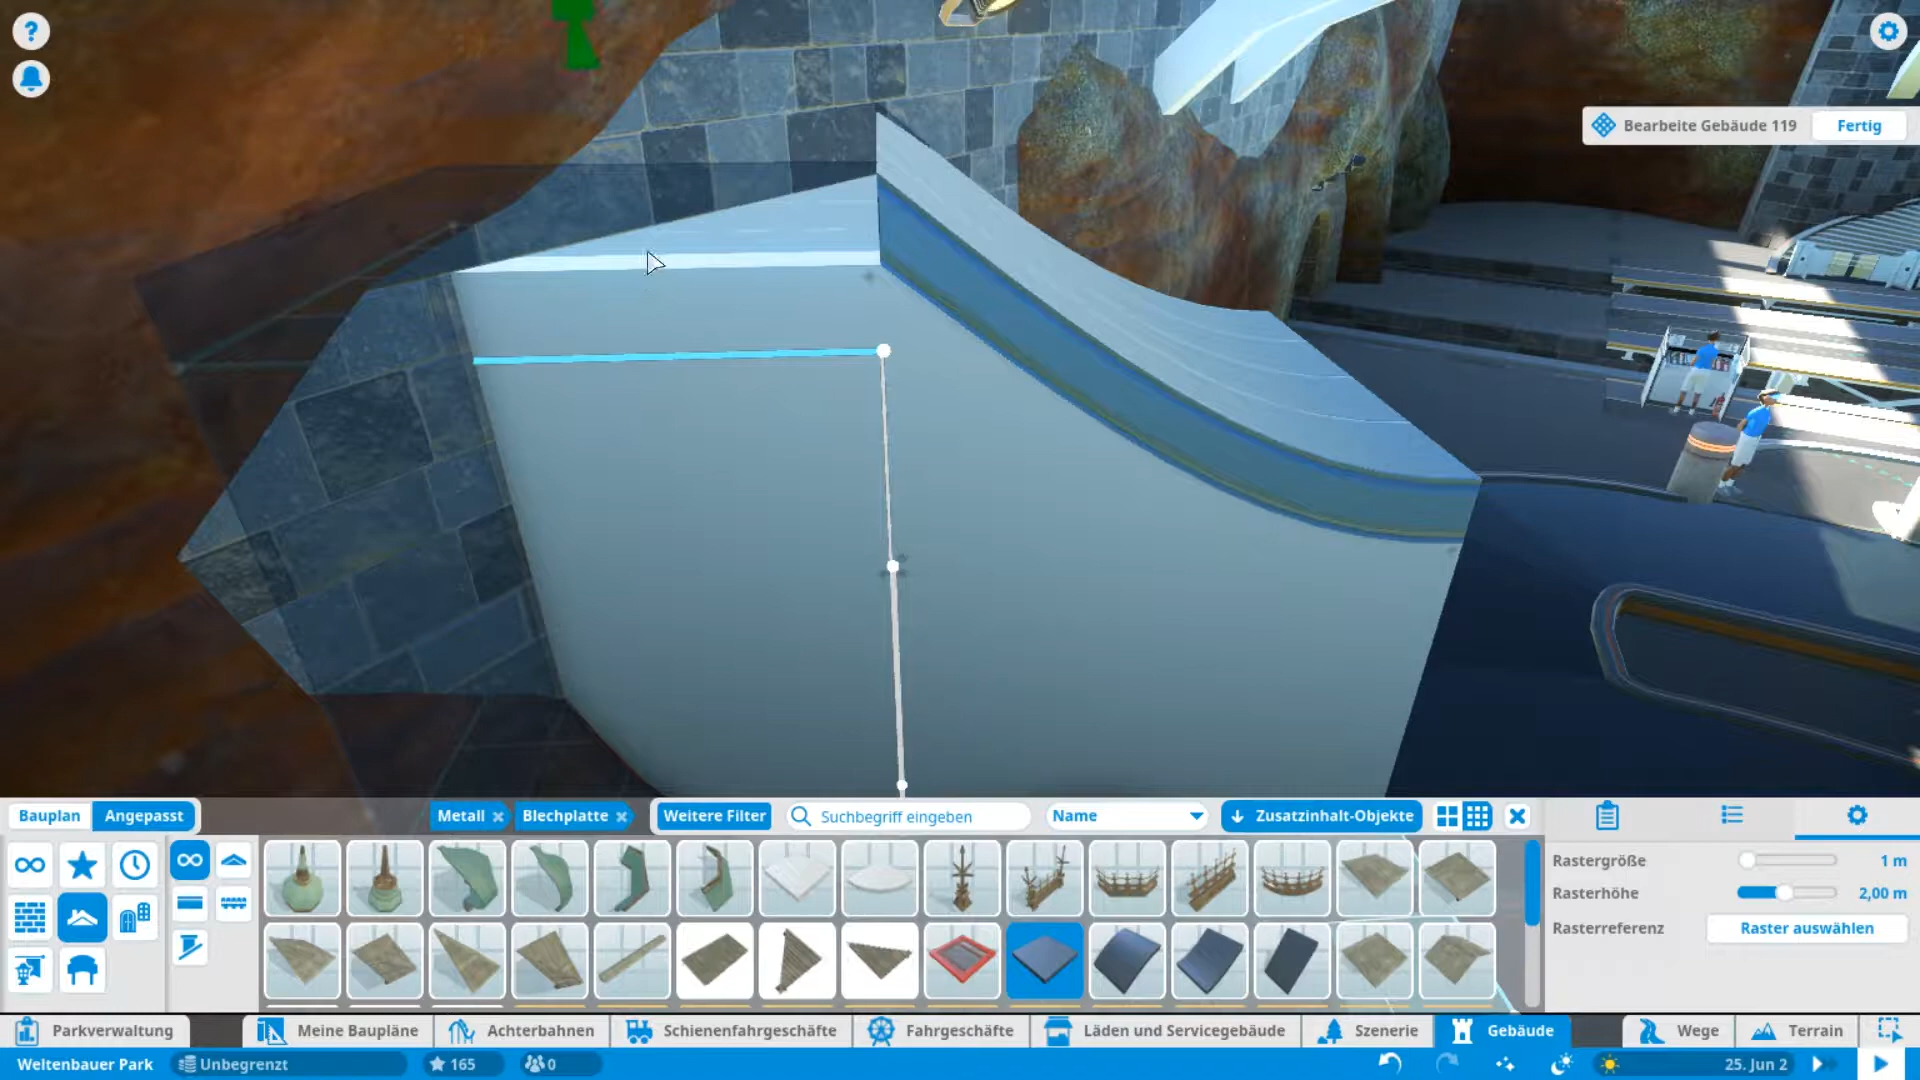 ?
Bearbeite Gebäude 119
Fertig
Bauplan
Angepasst
Metall
Blechplatte
Weitere Filter
Suchbegriff eingeben
Name
Zusatzinhalt-Objekte
Rastergröße
1 m
Rasterhöhe
2,00 m
Rasterreferenz
Raster auswählen
Parkverwaltung
Meine Baupläne
Achterbahnen
Schienenfahrgeschäfte
Fahrgeschäfte
Läden und Servicegebäude
Szenerie
Gebäude
Wege
Terrain
Weltenbauer Park
Unbegrenzt
165
0
25. Jun 2